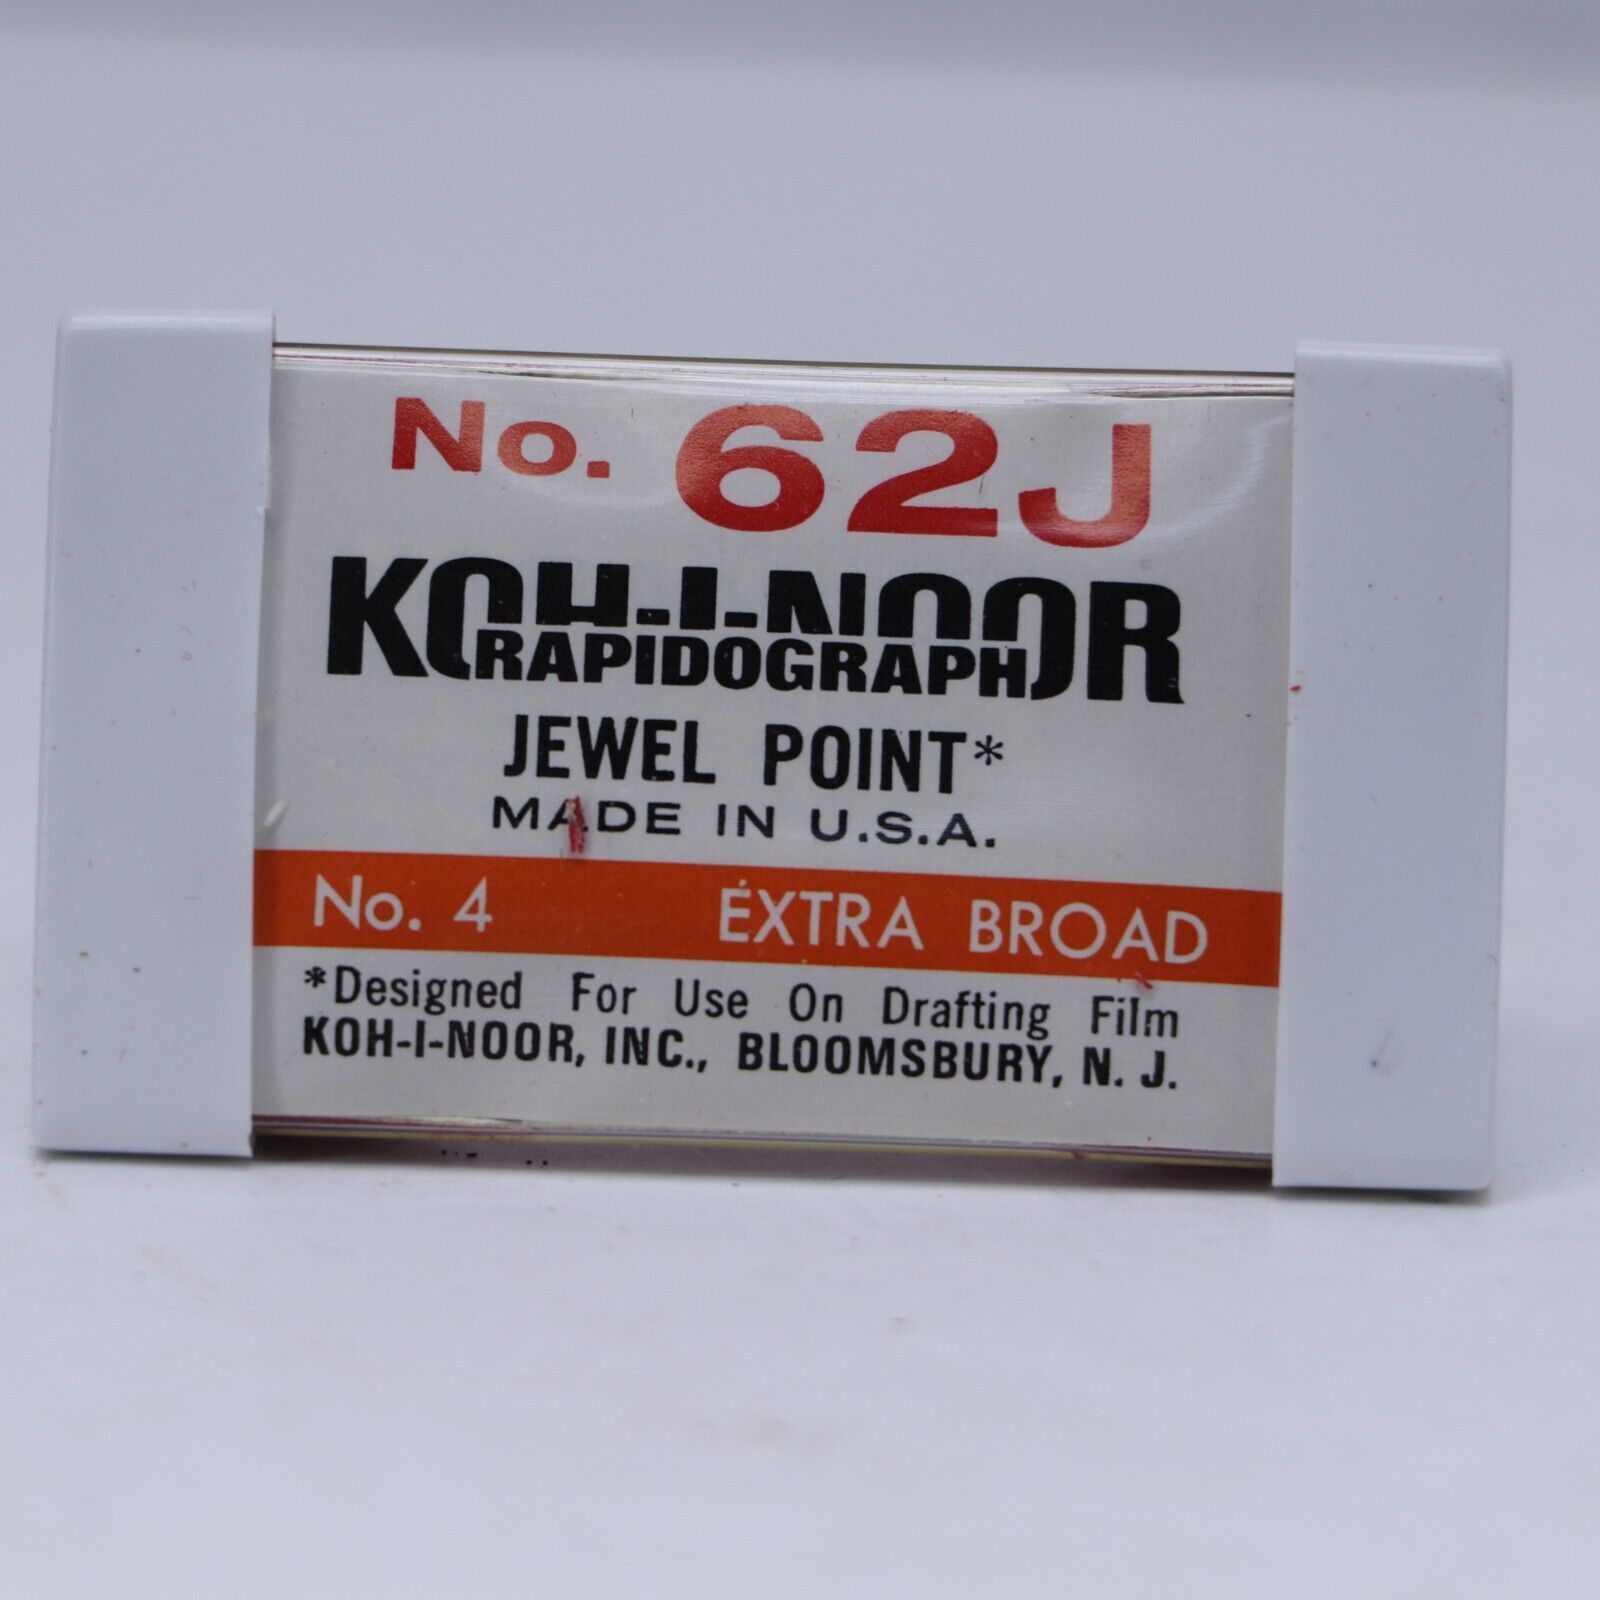 No. 62J
KOH-I-NOOR
RAPIDOGRAPH
JEWEL POINT*
MADE IN U.S.A.
No. 4 EXTRA BROAD
*Designed For Use On Drafting Film
KOH-I-NOOR, INC., BLOOMSBURY, N. J.